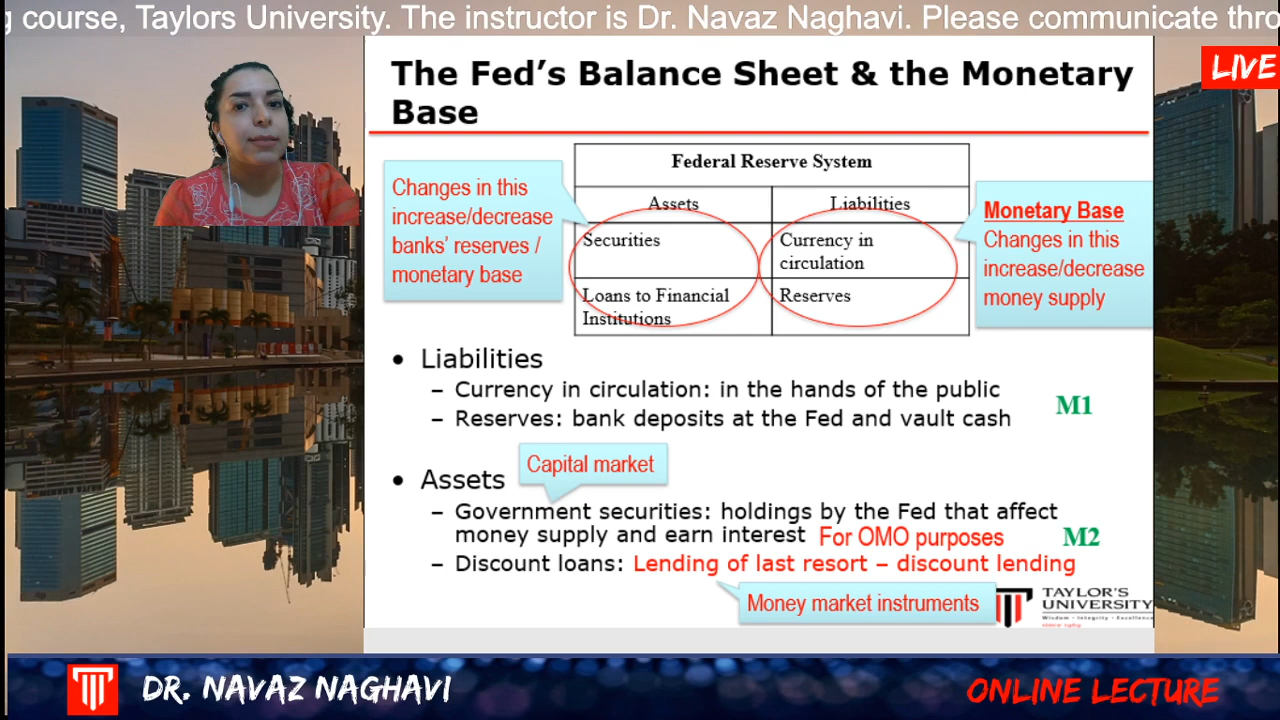 g course, Taylors University. The instructor is Dr. Navaz Naghavi. Please communicate thro
LIVE
The Fed's Balance Sheet & the Monetary
Base
Federal Reserve System
Assets
Liabilities
Securities
Currency in
circulation
Loans to Financial
Institutions
Reserves
Changes in this
increase/decrease
banks' reserves /
monetary base
Monetary Base
Changes in this
increase/decrease
money supply
• Liabilities
– Currency in circulation: in the hands of the public
– Reserves: bank deposits at the Fed and vault cash
M1
Capital market
• Assets
– Government securities: holdings by the Fed that affect
money supply and earn interest For OMO purposes
M2
– Discount loans: Lending of last resort – discount lending
Money market instruments
TAYLOR'S
UNIVERSITY
Wisdom · Integrity · Excellence
DR. NAVAZ NAGHAVI
ONLINE LECTURE